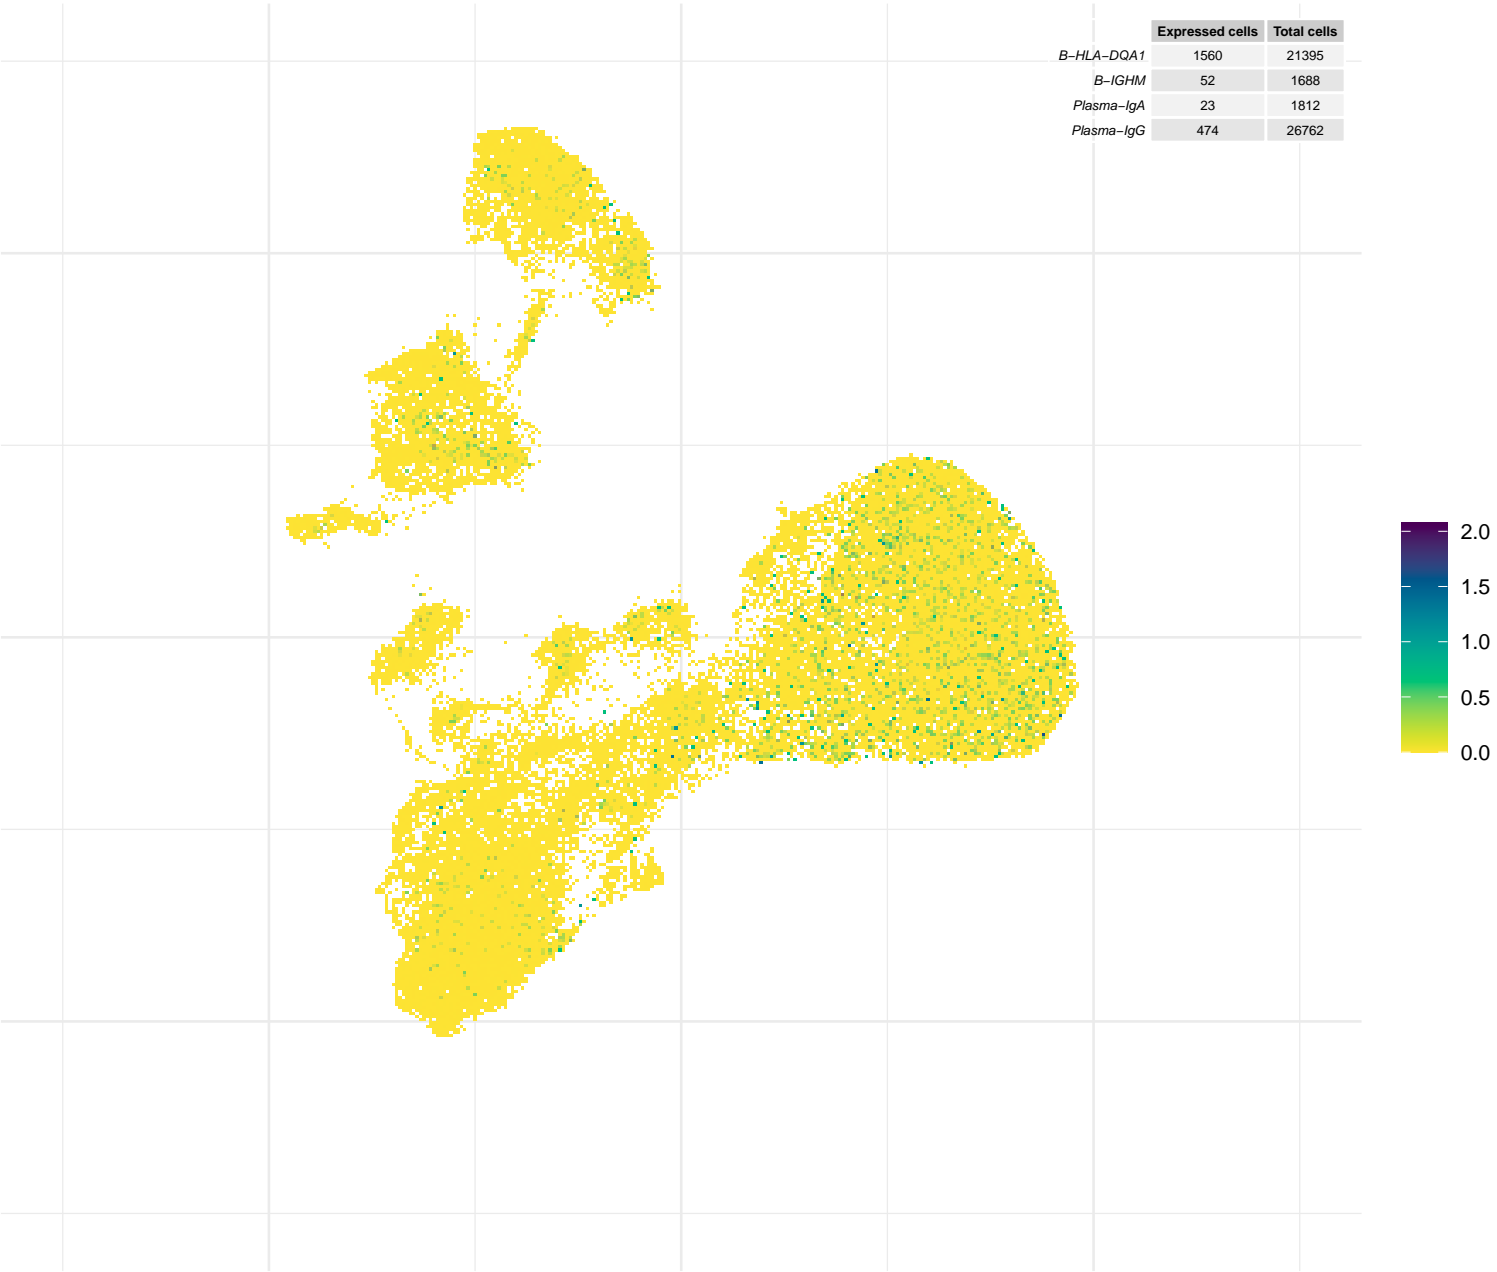 Expressed cells Total cells
B−HLA−DQA1 1560 21395
B−IGHM 52 1688
Plasma−IgA 23 1812
Plasma−IgG 474 26762
2.0
1.5
1.0
0.5
0.0